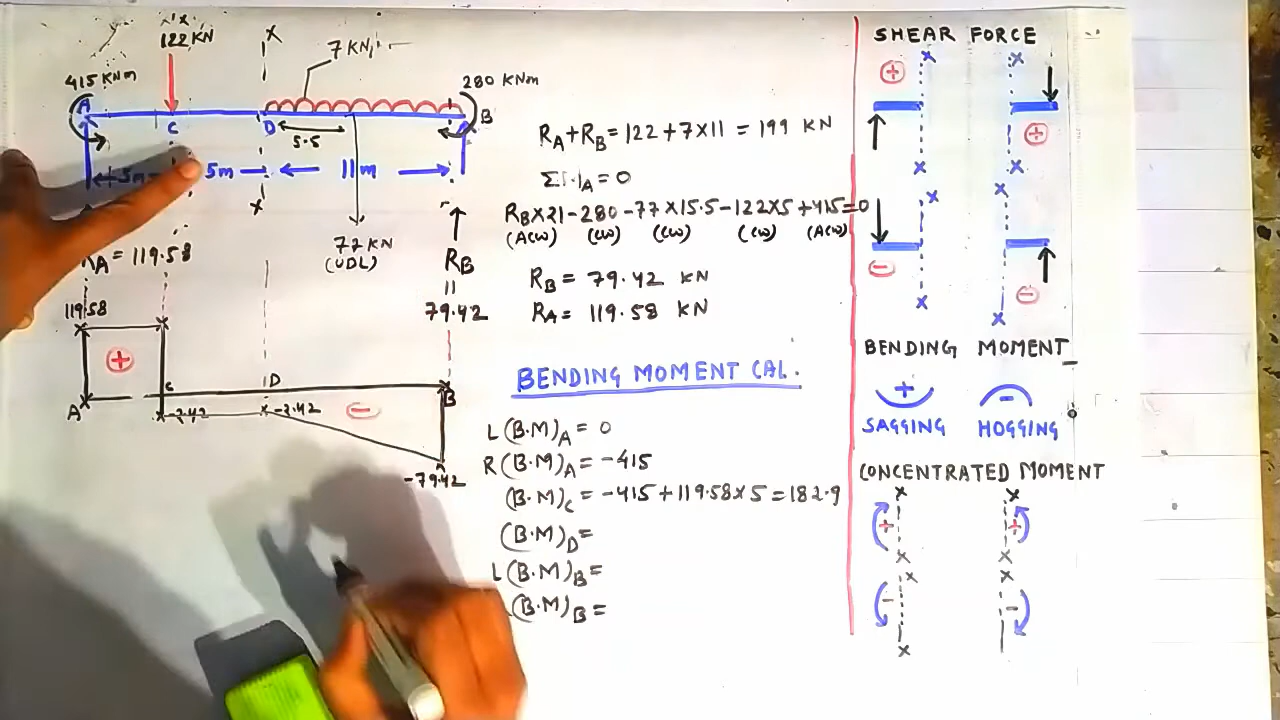 122 KN
7 KN/
415 KNm
280 KNm
A
C
D
B
5.5
5m
5m
11m
77 KN
(UDL)
RA = 119.58
RB
=
79.42
119.58
+
A
C
D
B
-2.42
-2.42
-
-79.42
RA + RB = 122 + 7 × 11 = 199 KN
RB × 21 - 280 - 77 × 15.5 - 122 × 5 + 415 = 0
(ACW) (CW) (CW) (CW) (ACW)
RB = 79.42 KN
RA = 119.58 KN
BENDING MOMENT CAL.
L (B.M)A = 0
R (B.M)A = -415
(B.M)C = -415 + 119.58 × 5 = 182.9
(B.M)D =
L (B.M)B =
(B.M)B =
SHEAR FORCE
+
+
-
-
BENDING MOMENT
+ -
SAGGING HOGGING
CONCENTRATED MOMENT
+ +
- -